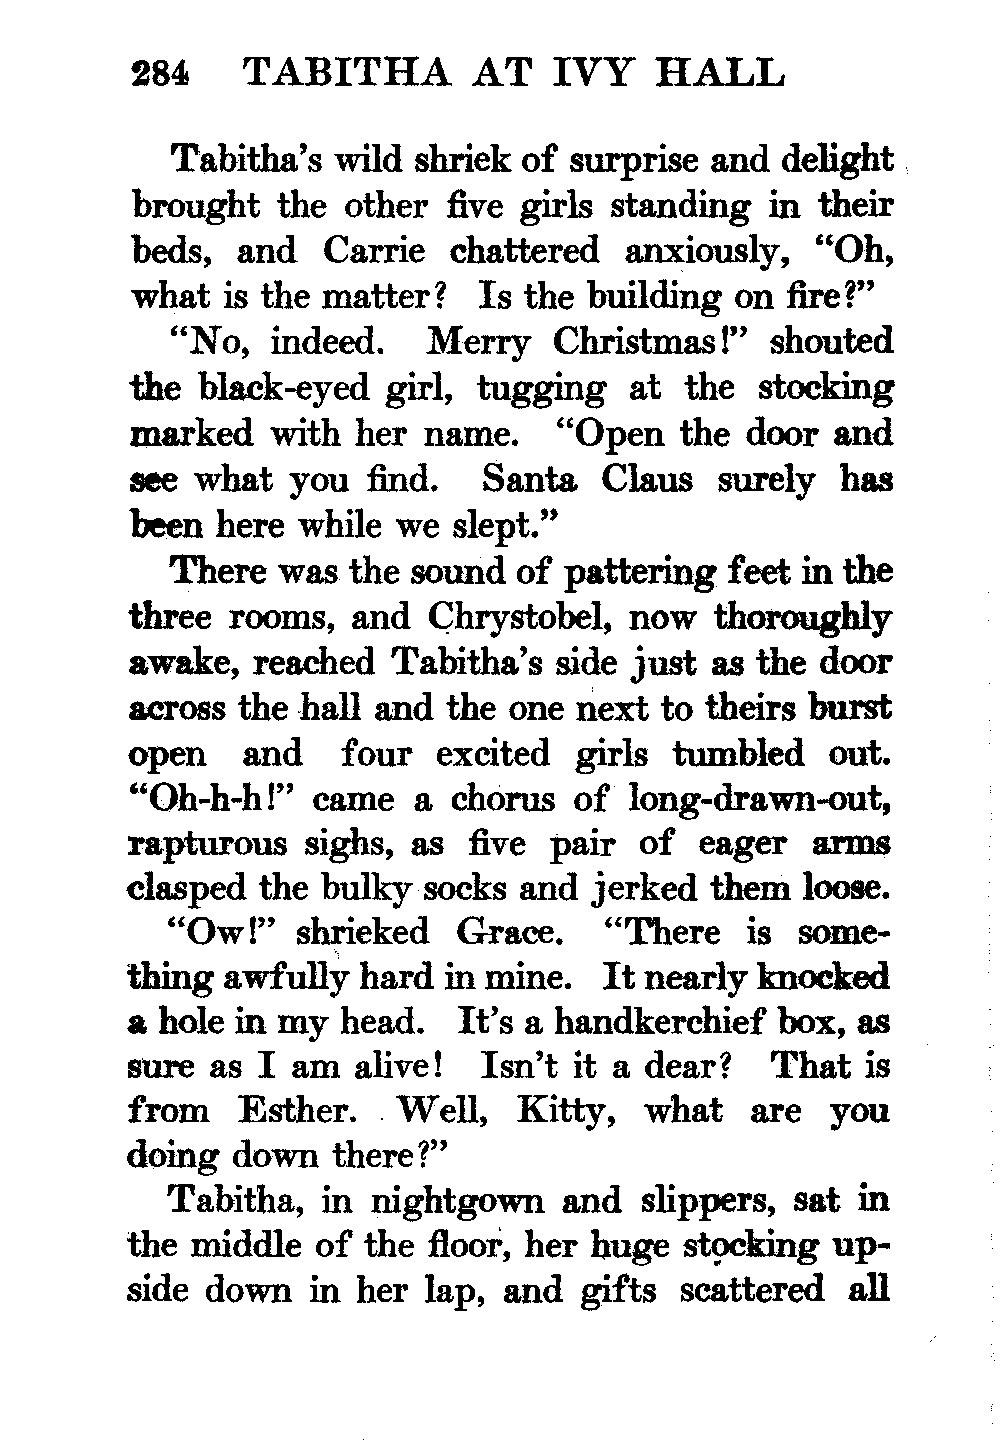 284 TABITHA AT IVY HALL
Tabitha's wild shriek of surprise and delight
brought the other five girls standing in their
beds, and Carrie chattered anxiously, “Oh,
what is the matter? Is the building on fire?”
“No, indeed. Merry Christmas!” shouted
the black-eyed girl, tugging at the stocking
marked with her name. “Open the door and
see what you find. Santa Claus surely has
been here while we slept.”
There was the sound of pattering feet in the
three rooms, and Chrystobel, now thoroughly
awake, reached Tabitha's side just as the door
across the hall and the one next to theirs burst
open and four excited girls tumbled out.
“Oh-h-h!” came a chorus of long-drawn-out,
rapturous sighs, as five pair of eager arms
clasped the bulky socks and jerked them loose.
“Ow!” shrieked Grace. “There is some-
thing awfully hard in mine. It nearly knocked
a hole in my head. It's a handkerchief box, as
sure as I am alive! Isn't it a dear? That is
from Esther. Well, Kitty, what are you
doing down there?”
Tabitha, in nightgown and slippers, sat in
the middle of the floor, her huge stocking up-
side down in her lap, and gifts scattered all